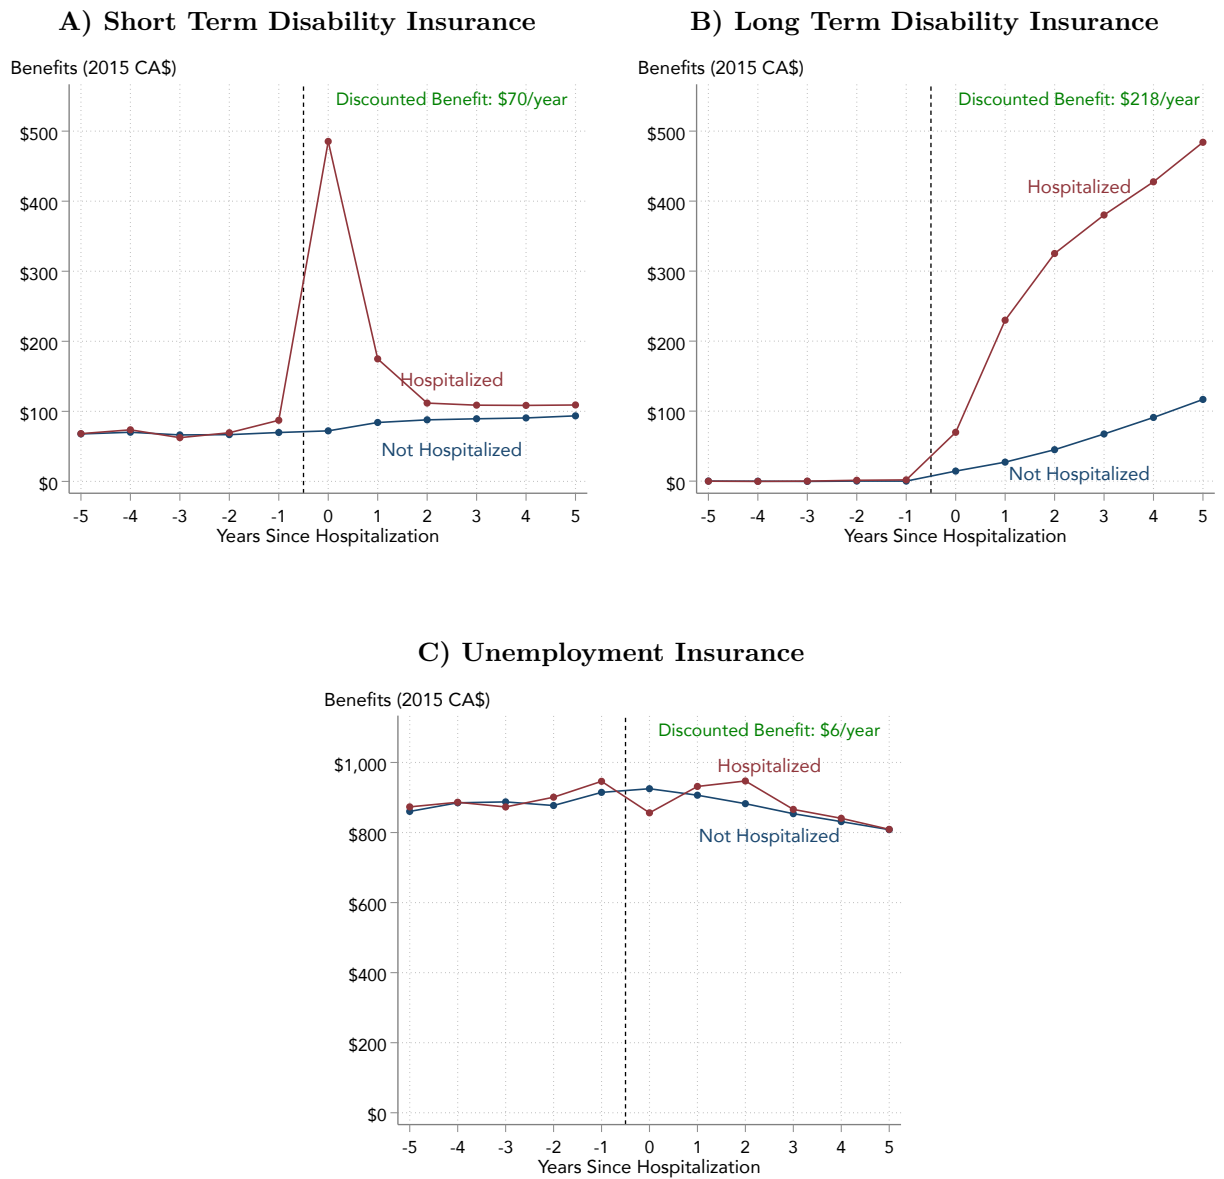 A) Short Term Disability Insurance
Benefits (2015 CA$)
Discounted Benefit: $70/year
$500
$400
$300
$200
$100
$0
Hospitalized
Not Hospitalized
-5 -4 -3 -2 -1 0 1 2 3 4 5
Years Since Hospitalization
B) Long Term Disability Insurance
Benefits (2015 CA$)
Discounted Benefit: $218/year
$500
$400
$300
$200
$100
$0
Hospitalized
Not Hospitalized
-5 -4 -3 -2 -1 0 1 2 3 4 5
Years Since Hospitalization
C) Unemployment Insurance
Benefits (2015 CA$)
Discounted Benefit: $6/year
$1,000
$800
$600
$400
$200
$0
Hospitalized
Not Hospitalized
-5 -4 -3 -2 -1 0 1 2 3 4 5
Years Since Hospitalization